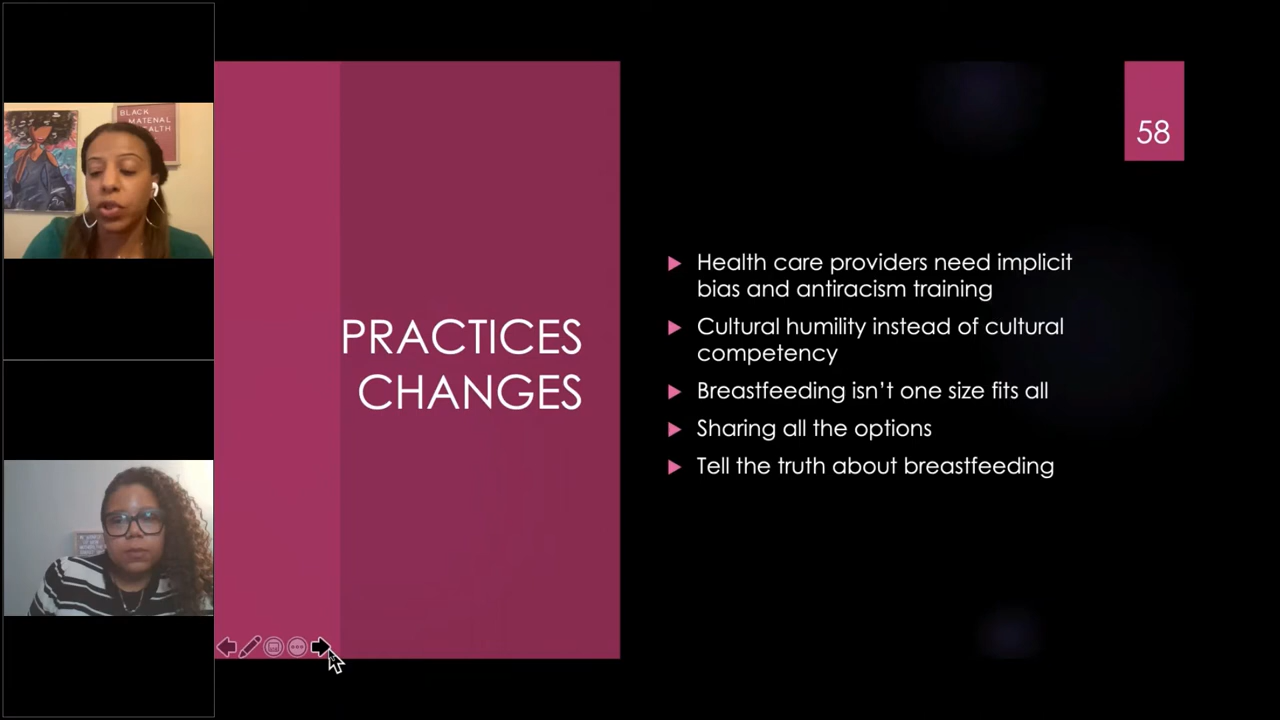 BLACK
MATENAL
HEALTH
58
PRACTICES
CHANGES
Health care providers need implicit
bias and antiracism training
Cultural humility instead of cultural
competency
Breastfeeding isn't one size fits all
Sharing all the options
Tell the truth about breastfeeding